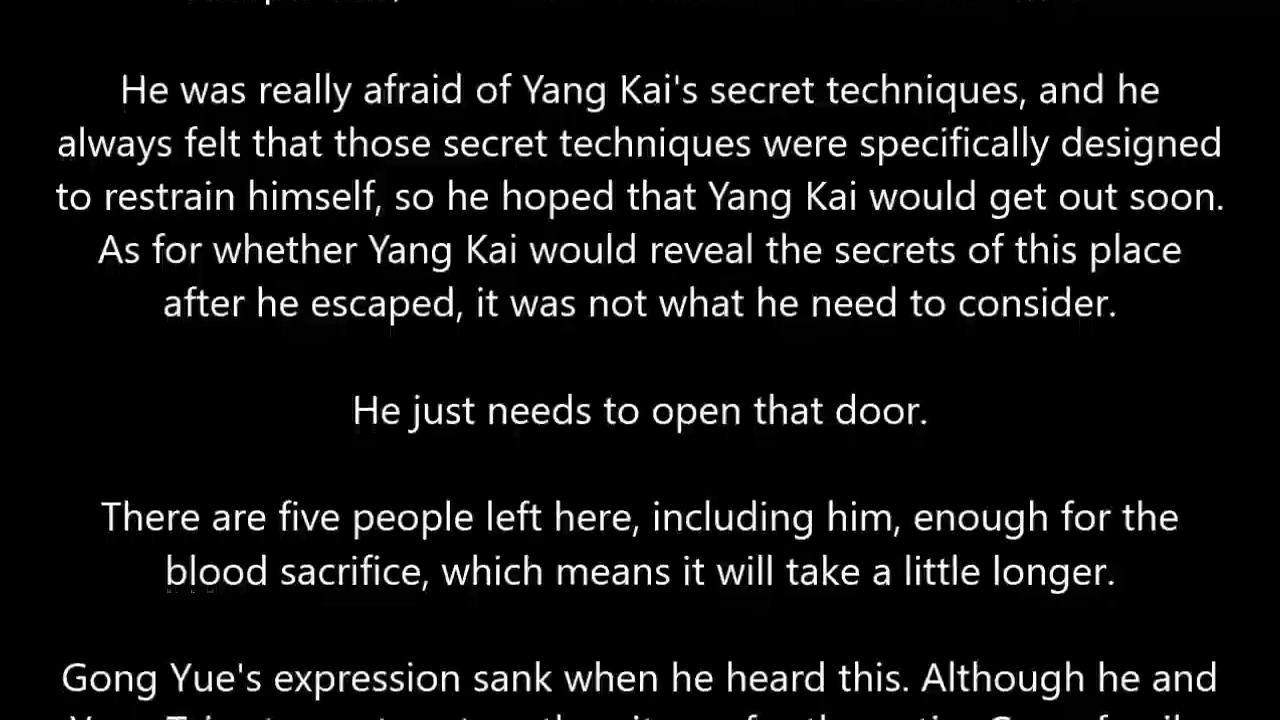 He was really afraid of Yang Kai's secret techniques, and he
always felt that those secret techniques were specifically designed
to restrain himself, so he hoped that Yang Kai would get out soon.
As for whether Yang Kai would reveal the secrets of this place
after he escaped, it was not what he need to consider.
He just needs to open that door.
There are five people left here, including him, enough for the
blood sacrifice, which means it will take a little longer.
Gong Yue's expression sank when he heard this. Although he and